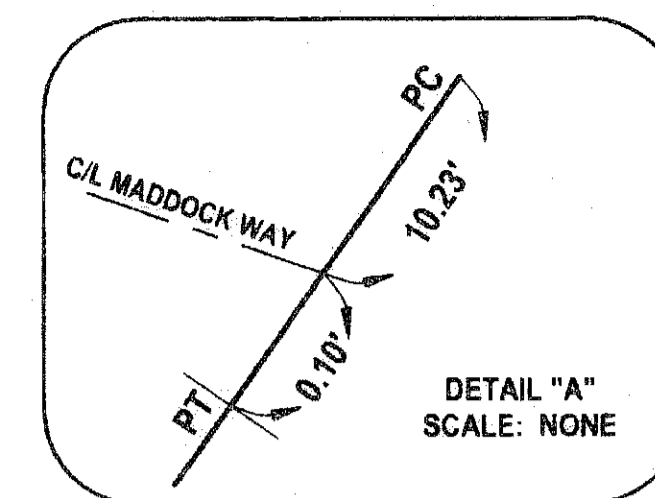 PC
C/L MADDOCK WAY
10.23'
0.10'
PT
DETAIL "A"
SCALE: NONE